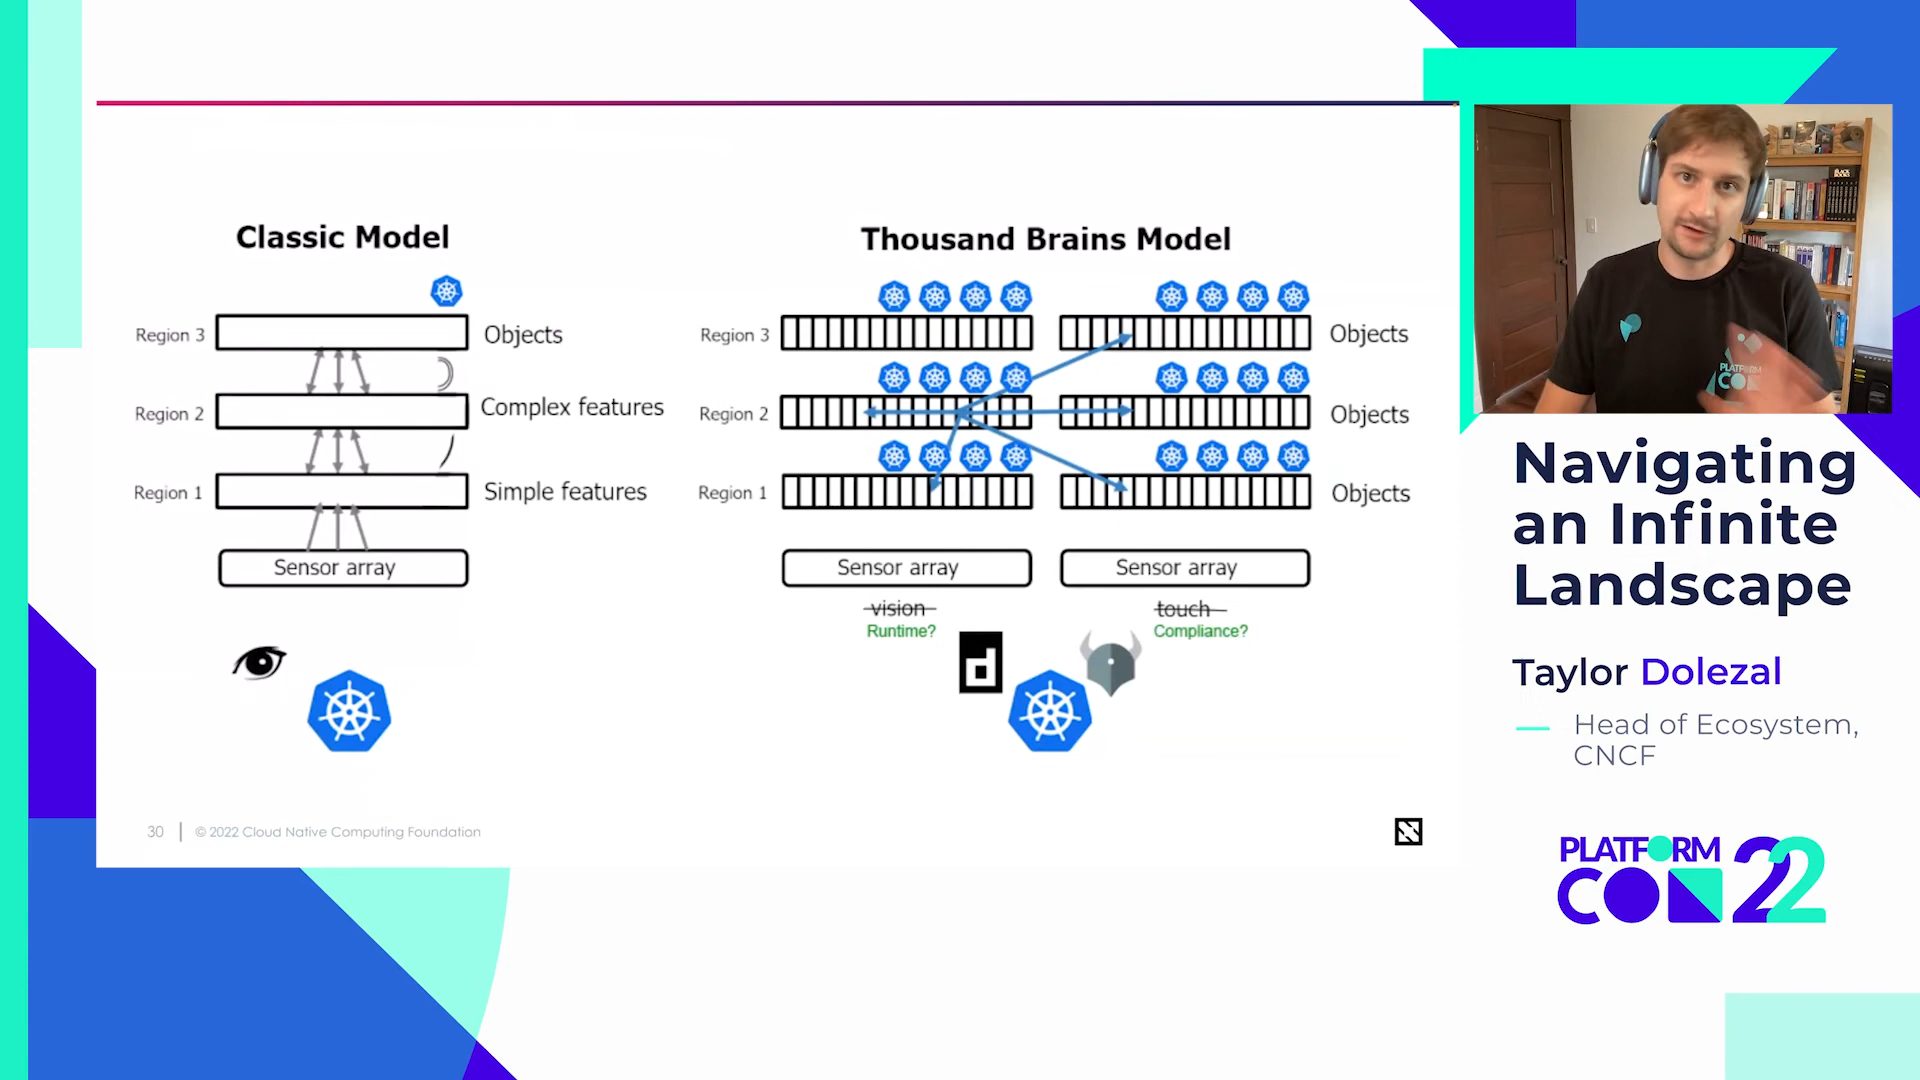 Classic Model
Region 3
Objects
Region 2
Complex features
Region 1
Simple features
Sensor array
Thousand Brains Model
Region 3
Objects
Region 2
Objects
Region 1
Objects
Sensor array
Sensor array
vision
touch
Runtime?
Compliance?
d
30 | © 2022 Cloud Native Computing Foundation
PLATFORM
CON
Navigating
an Infinite
Landscape
Taylor Dolezal
Head of Ecosystem,
CNCF
PLATFORM
CON 22